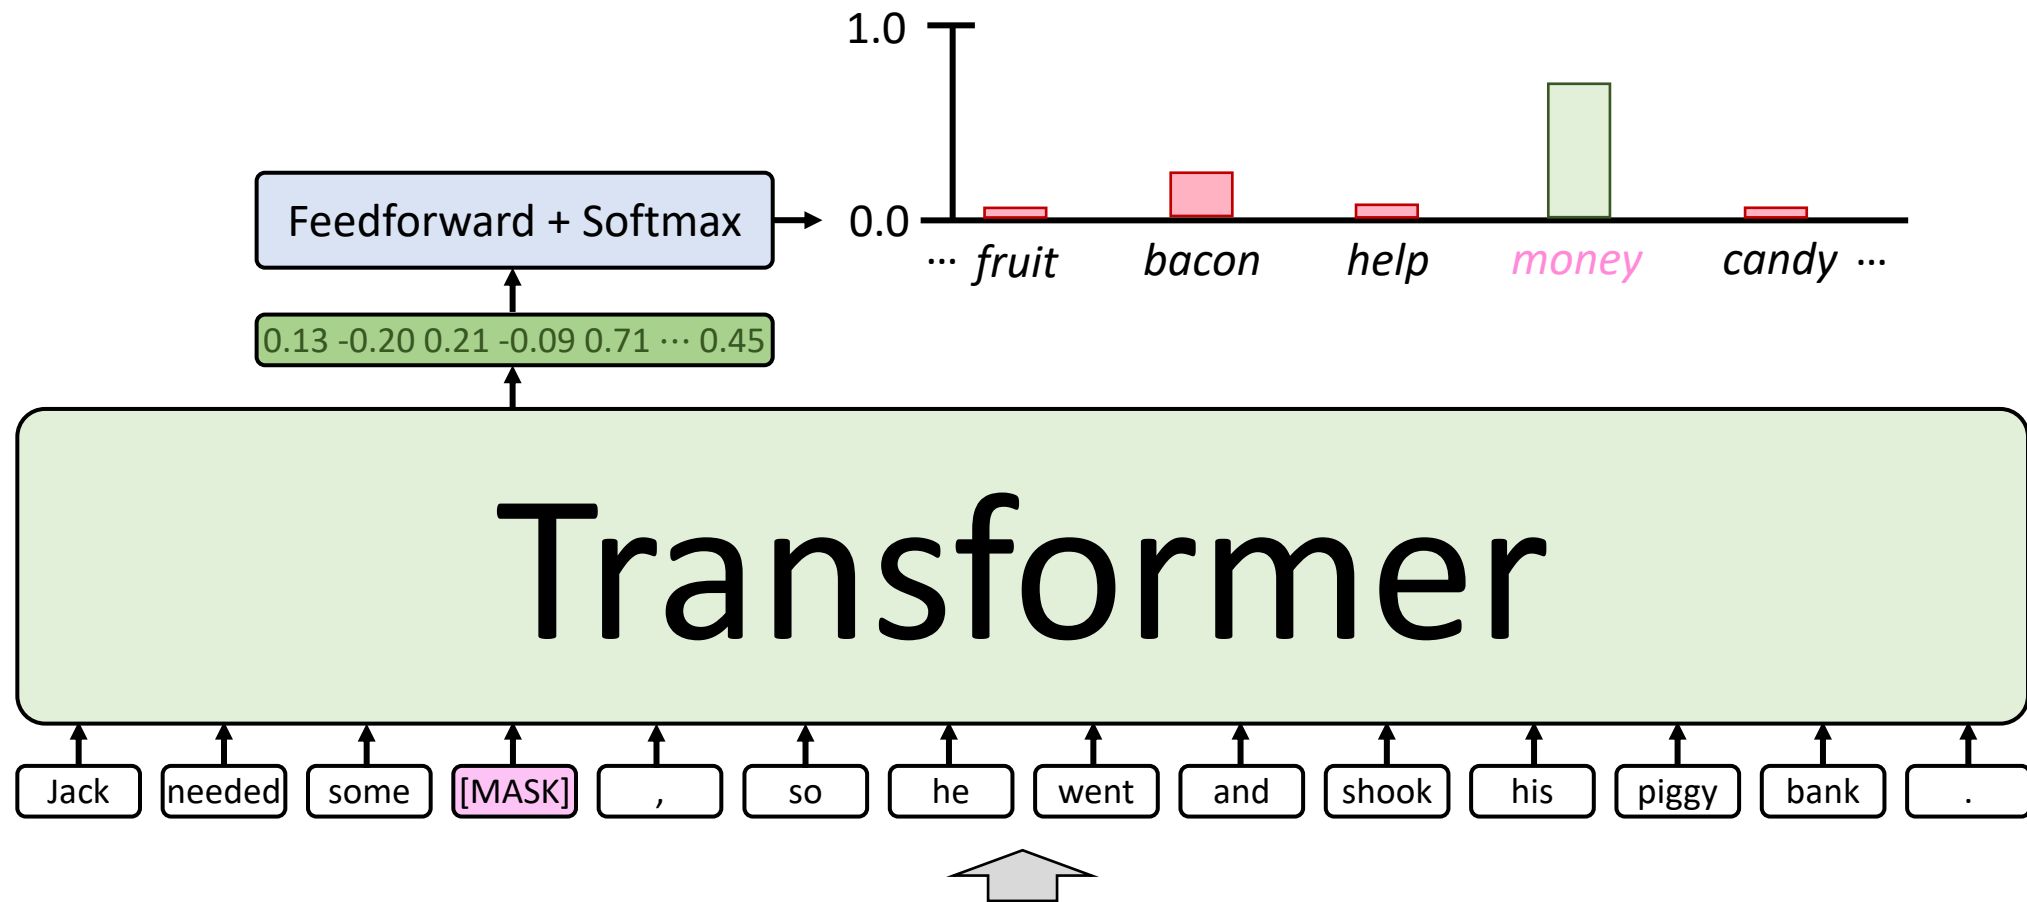 1.0
Feedforward + Softmax
0.0
... fruit bacon help money candy ...
0.13 -0.20 0.21 -0.09 0.71 ... 0.45
Transformer
Jack needed some [MASK] , so he went and shook his piggy bank .